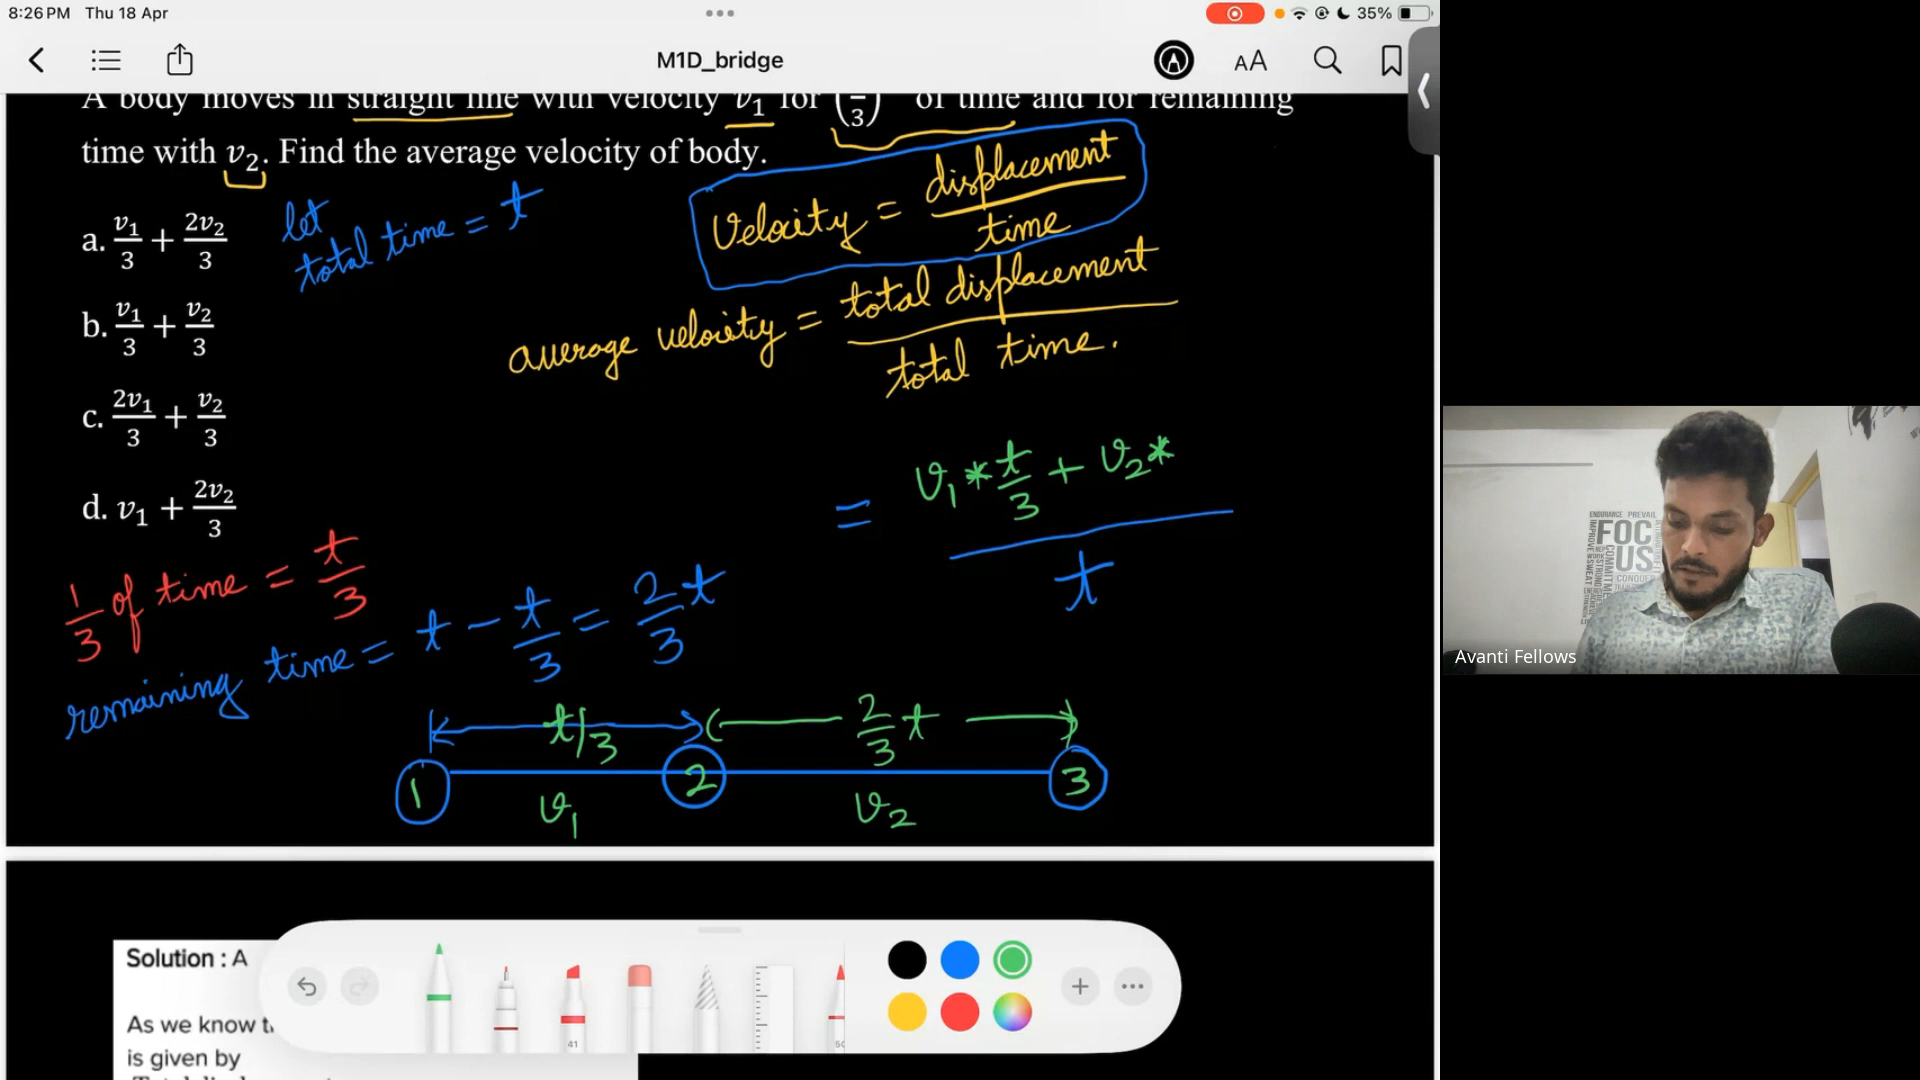 8:26 PM Thu 18 Apr
35%
M1D_bridge
AA
A body moves in straight line with velocity v₁ for (‾/3) of time and for remaining
time with v₂. Find the average velocity of body.
a. v₁/3 + 2v₂/3
b. v₁/3 + v₂/3
c. 2v₁/3 + v₂/3
d. v₁ + 2v₂/3
let
total time = t
Velocity = displacement/time
average velocity = total displacement/total time.
= (v₁*t/3 + v₂*)/t
1/3 of time = t/3
remaining time = t - t/3 = 2/3 t
t/3 2/3 t
1 2 3
v₁ v₂
Solution : A
As we know
is given by
41
FOCUS
ENDURANCE PREVAIL
Avanti Fellows